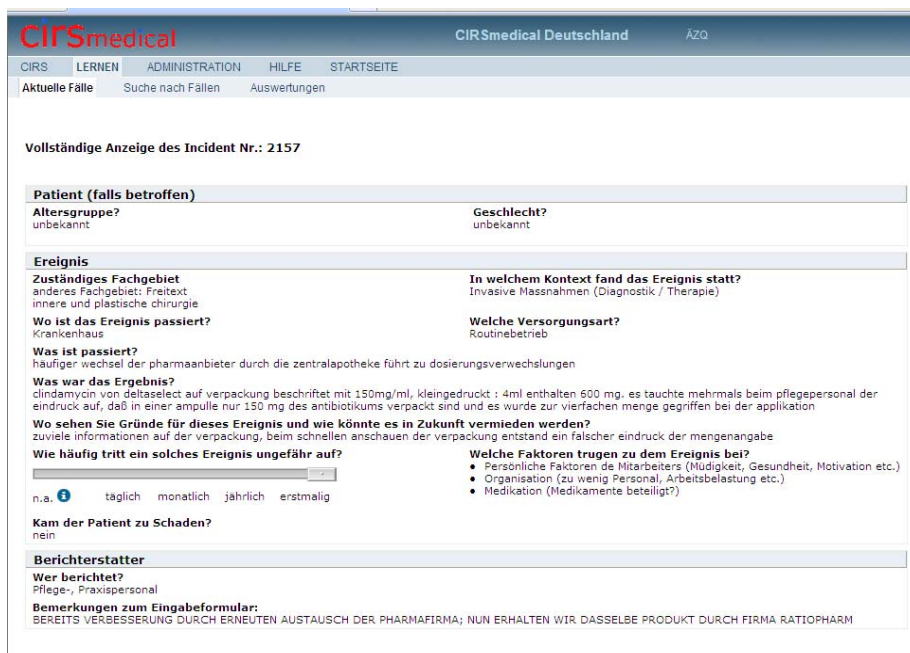 cirsmedical
CIRSmedical Deutschland ÄZQ
CIRS LERNEN ADMINISTRATION HILFE STARTSEITE
Aktuelle Fälle Suche nach Fällen Auswertungen
Vollständige Anzeige des Incident Nr.: 2157
Patient (falls betroffen)
Altersgruppe? Geschlecht?
unbekannt unbekannt
Ereignis
Zuständiges Fachgebiet In welchem Kontext fand das Ereignis statt?
anderes Fachgebiet: Freitext Invasive Massnahmen (Diagnostik / Therapie)
innere und plastische chirurgie
Wo ist das Ereignis passiert? Welche Versorgungsart?
Krankenhaus Routinebetrieb
Was ist passiert?
häufiger wechsel der pharmaanbieter durch die zentralapotheke führt zu dosierungsverwechslungen
Was war das Ergebnis?
clindamycin von deltaselect auf verpackung beschriftet mit 150mg/ml, kleingedruckt : 4ml enthalten 600 mg. es tauchte mehrmals beim pflegepersonal der
eindruck auf, daß in einer ampulle nur 150 mg des antibiotikums verpackt sind und es wurde zur vierfachen menge gegriffen bei der applikation
Wo sehen Sie Gründe für dieses Ereignis und wie könnte es in Zukunft vermieden werden?
zuviele informationen auf der verpackung, beim schnellen anschauen der verpackung entstand ein falscher eindruck der mengenangabe
Wie häufig tritt ein solches Ereignis ungefähr auf? Welche Faktoren trugen zu dem Ereignis bei?
• Persönliche Faktoren de Mitarbeiters (Müdigkeit, Gesundheit, Motivation etc.)
• Organisation (zu wenig Personal, Arbeitsbelastung etc.)
• Medikation (Medikamente beteiligt?)
n.a. täglich monatlich jährlich erstmalig
Kam der Patient zu Schaden?
nein
Berichterstatter
Wer berichtet?
Pflege-, Praxispersonal
Bemerkungen zum Eingabeformular:
BEREITS VERBESSERUNG DURCH ERNEUTEN AUSTAUSCH DER PHARMAFIRMA; NUN ERHALTEN WIR DASSELBE PRODUKT DURCH FIRMA RATIOPHARM